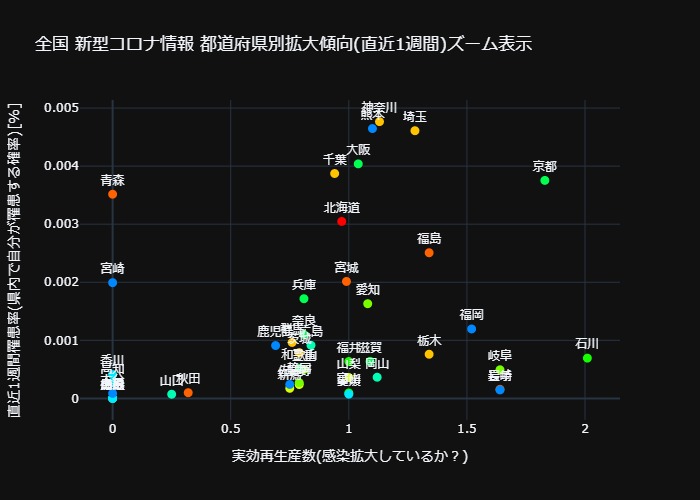 全国 新型コロナ情報 都道府県別拡大傾向(直近1週間)ズーム表示
直近1週間罹患率(県内で自分が罹患する確率)[%]
0.005
0.004
0.003
0.002
0.001
0
神奈川
熊本
埼玉
大阪
千葉
京都
青森
北海道
福島
宮城
宮崎
兵庫
愛知
奈良
福岡
鹿児島
栃木
石川
福井
滋賀
岐阜
香川
高知
山梨
岡山
山口
秋田
0
0.5
1
1.5
2
実効再生産数(感染拡大しているか？)